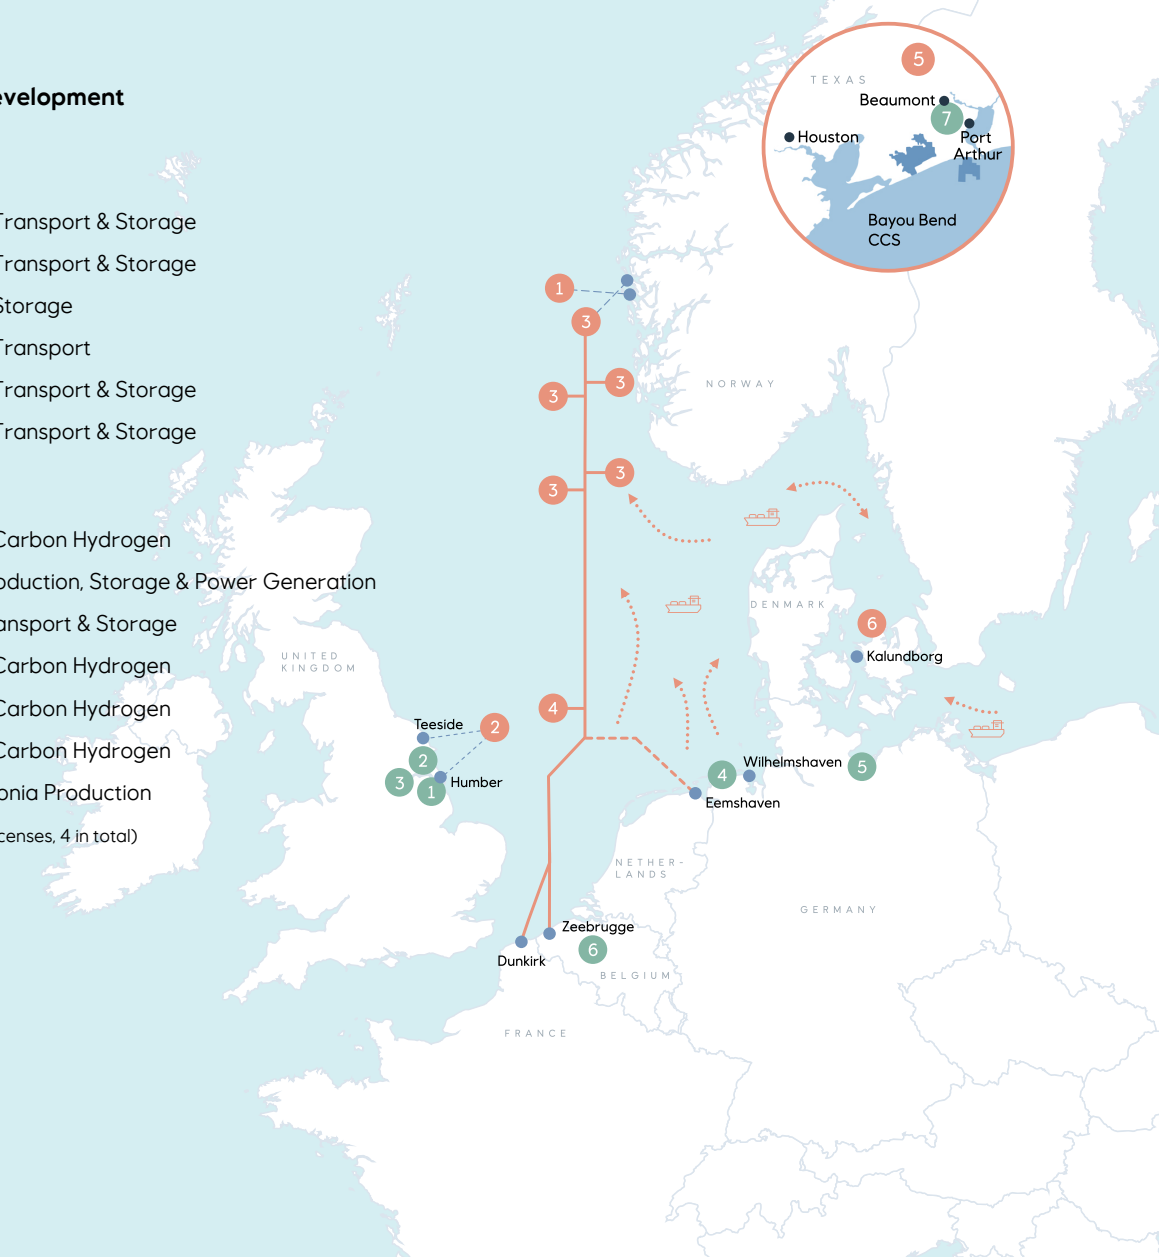 evelopment
Transport & Storage
Transport & Storage
Storage
Transport
Transport & Storage
Transport & Storage
Carbon Hydrogen
oduction, Storage & Power Generation
ansport & Storage
Carbon Hydrogen
Carbon Hydrogen
Carbon Hydrogen
onia Production
censes, 4 in total)
5
TEXAS
Beaumont
7
Houston
Port
Arthur
Bayou Bend
CCS
1
3
3
3
NORWAY
3
3
DENMARK
6
Kalundborg
UNITED
KINGDOM
4
Teeside
2
2
3
1
Humber
Wilhelmshaven
5
4
Eemshaven
NETHER-
LANDS
GERMANY
Zeebrugge
6
Dunkirk
BELGIUM
FRANCE